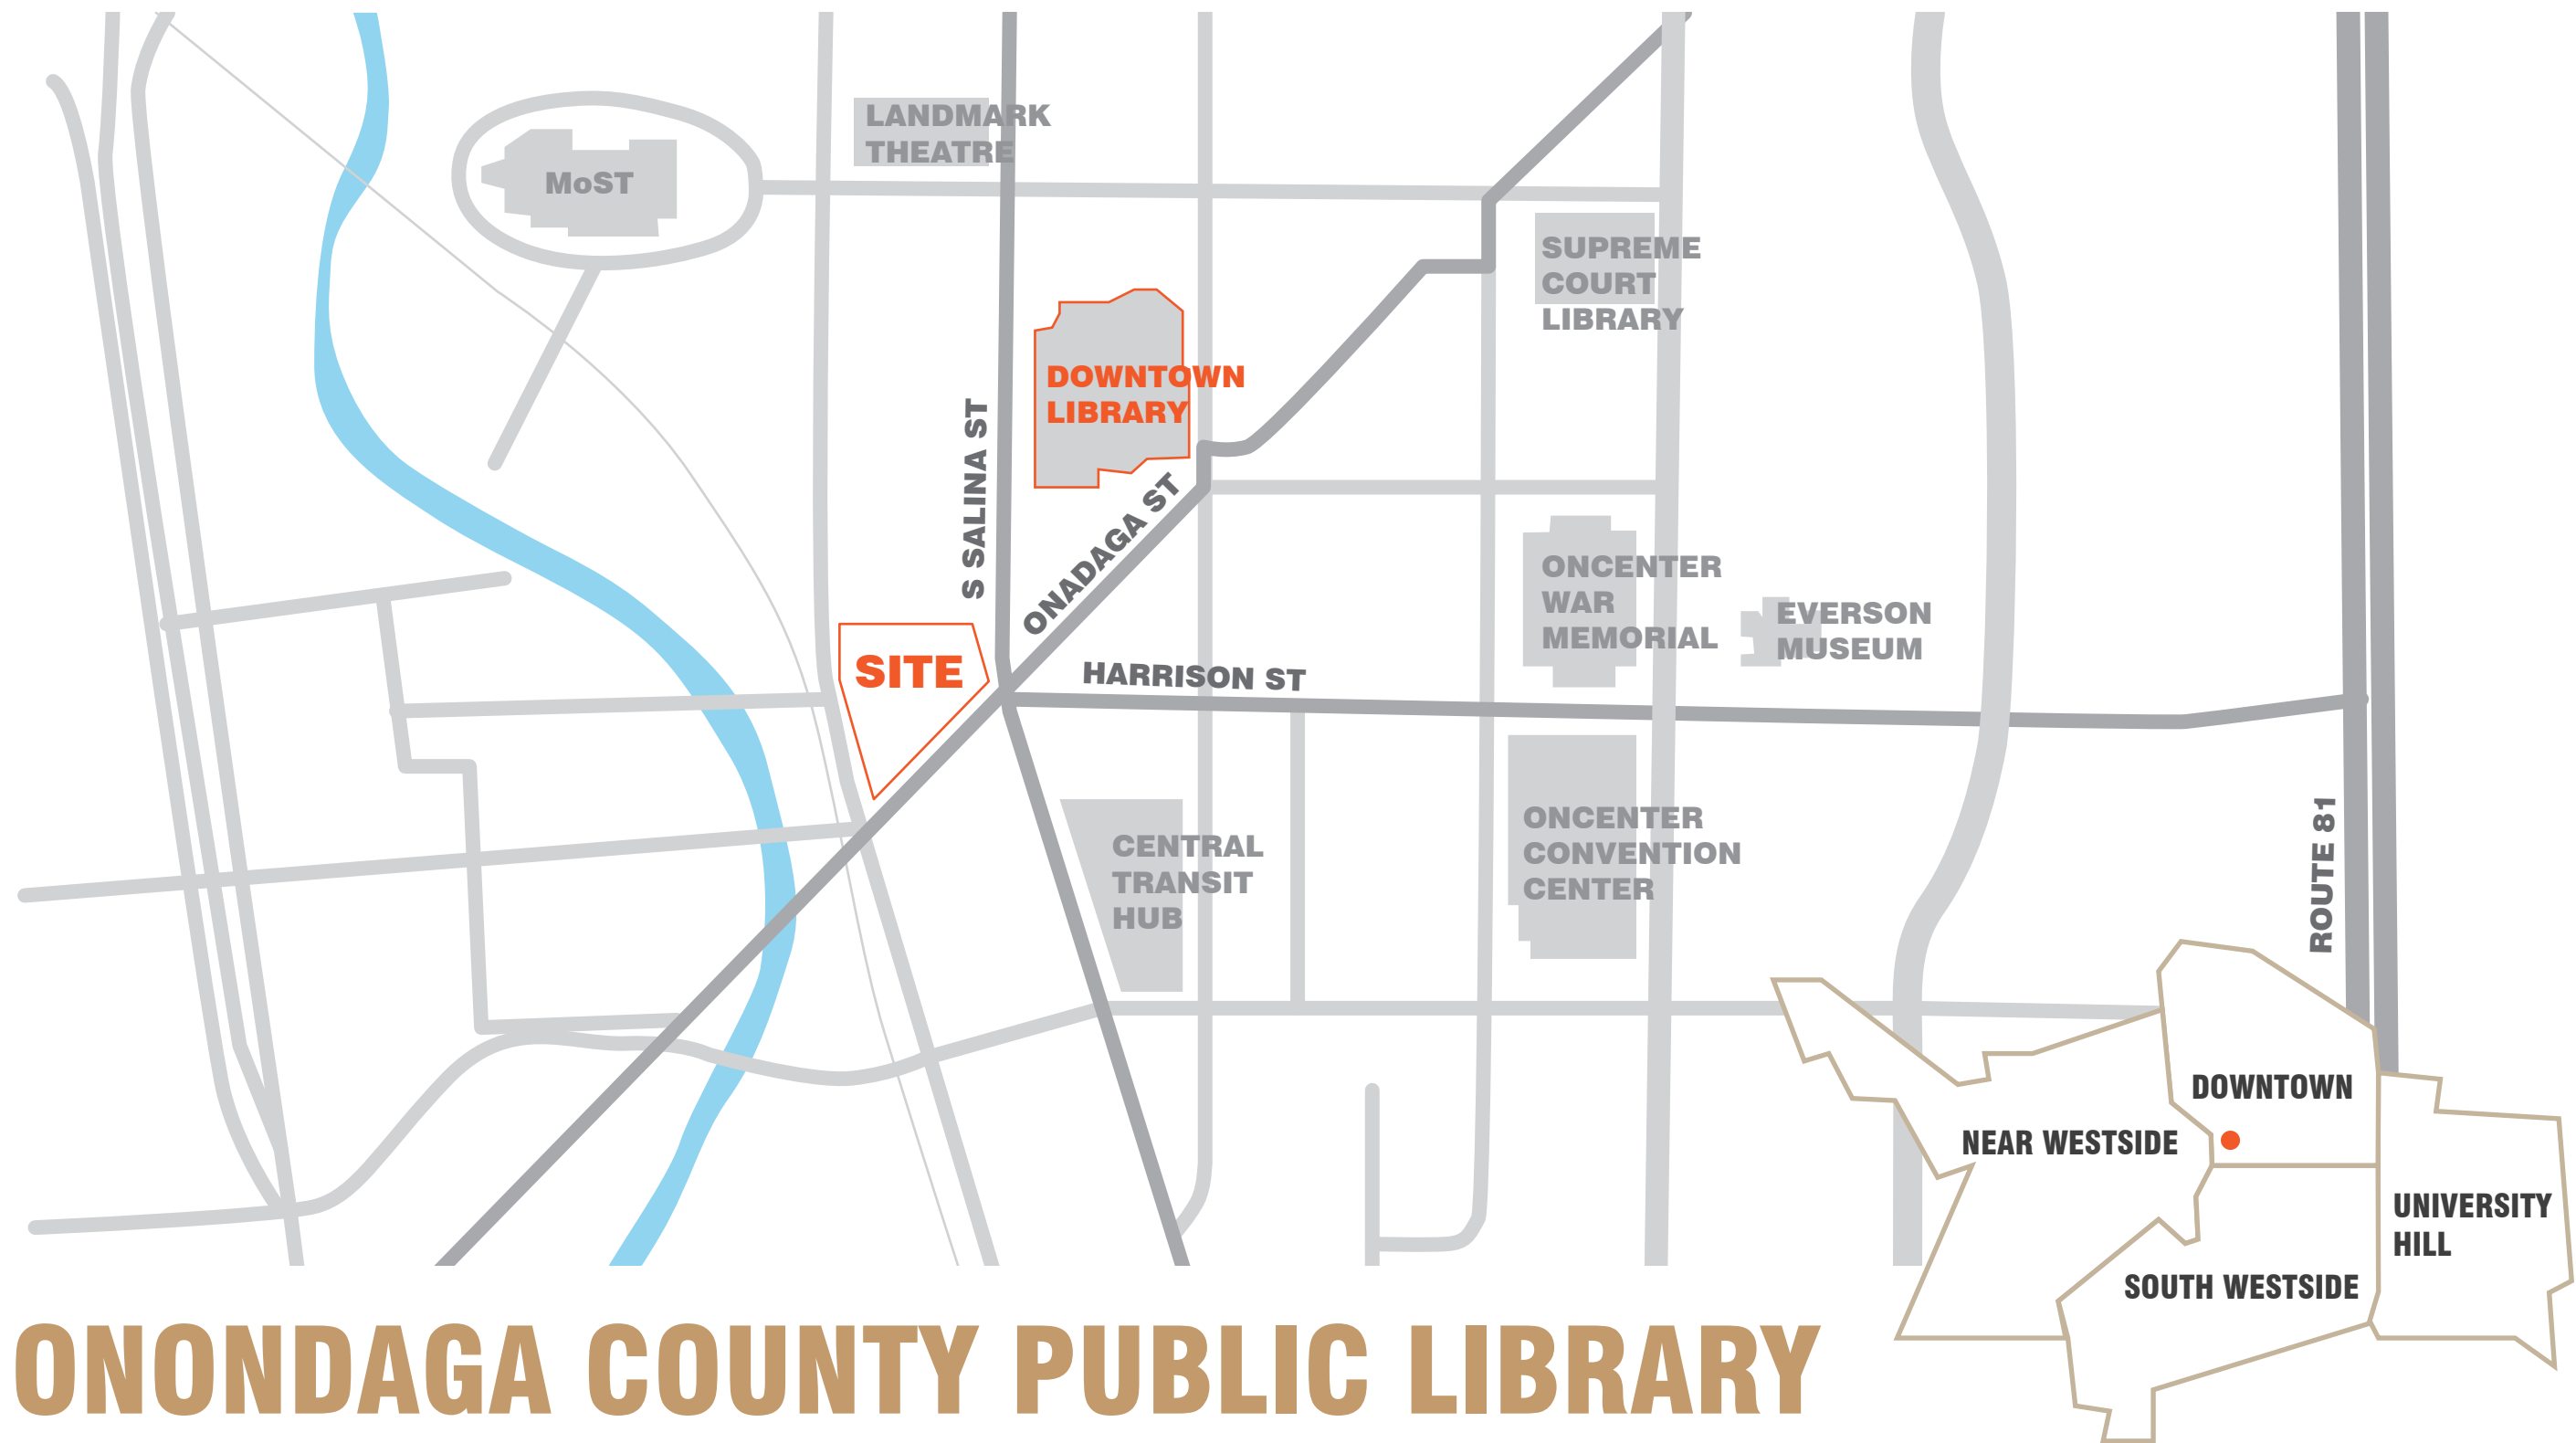 LANDMARK
THEATRE
MoST
SUPREME
COURT
LIBRARY
DOWNTOWN
LIBRARY
S SALINA ST
ONADAGA ST
ONCENTER
WAR
MEMORIAL
EVERSON
MUSEUM
SITE
HARRISON ST
CENTRAL
TRANSIT
HUB
ONCENTER
CONVENTION
CENTER
ROUTE 81
DOWNTOWN
NEAR WESTSIDE
UNIVERSITY
HILL
SOUTH WESTSIDE
ONONDAGA COUNTY PUBLIC LIBRARY